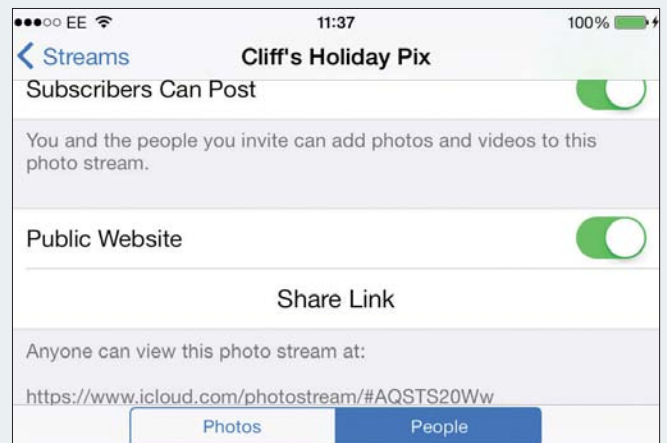 EE 11:37 100%
Streams Cliff's Holiday Pix
Subscribers Can Post
You and the people you invite can add photos and videos to this
photo stream.
Public Website
Share Link
Anyone can view this photo stream at:
https://www.icloud.com/photostream/#AQSTS20Ww
Photos People